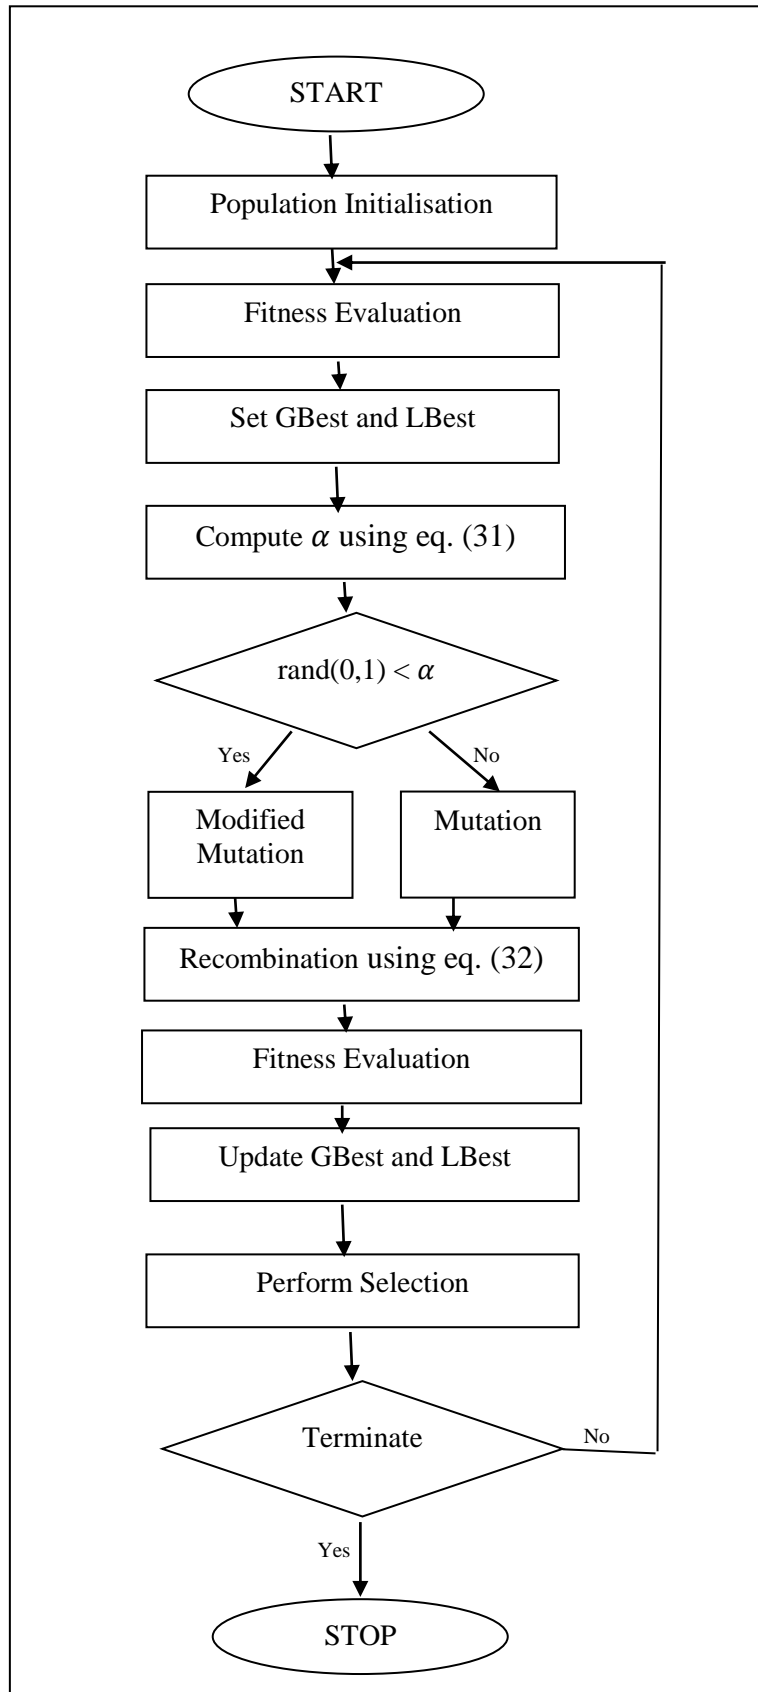 START
Population Initialisation
Fitness Evaluation
Set GBest and LBest
Compute 𝛼 using eq. (31)
rand(0,1) < 𝛼
Yes
No
Modified
Mutation
Mutation
Recombination using eq. (32)
Fitness Evaluation
Update GBest and LBest
Perform Selection
Terminate
No
Yes
STOP